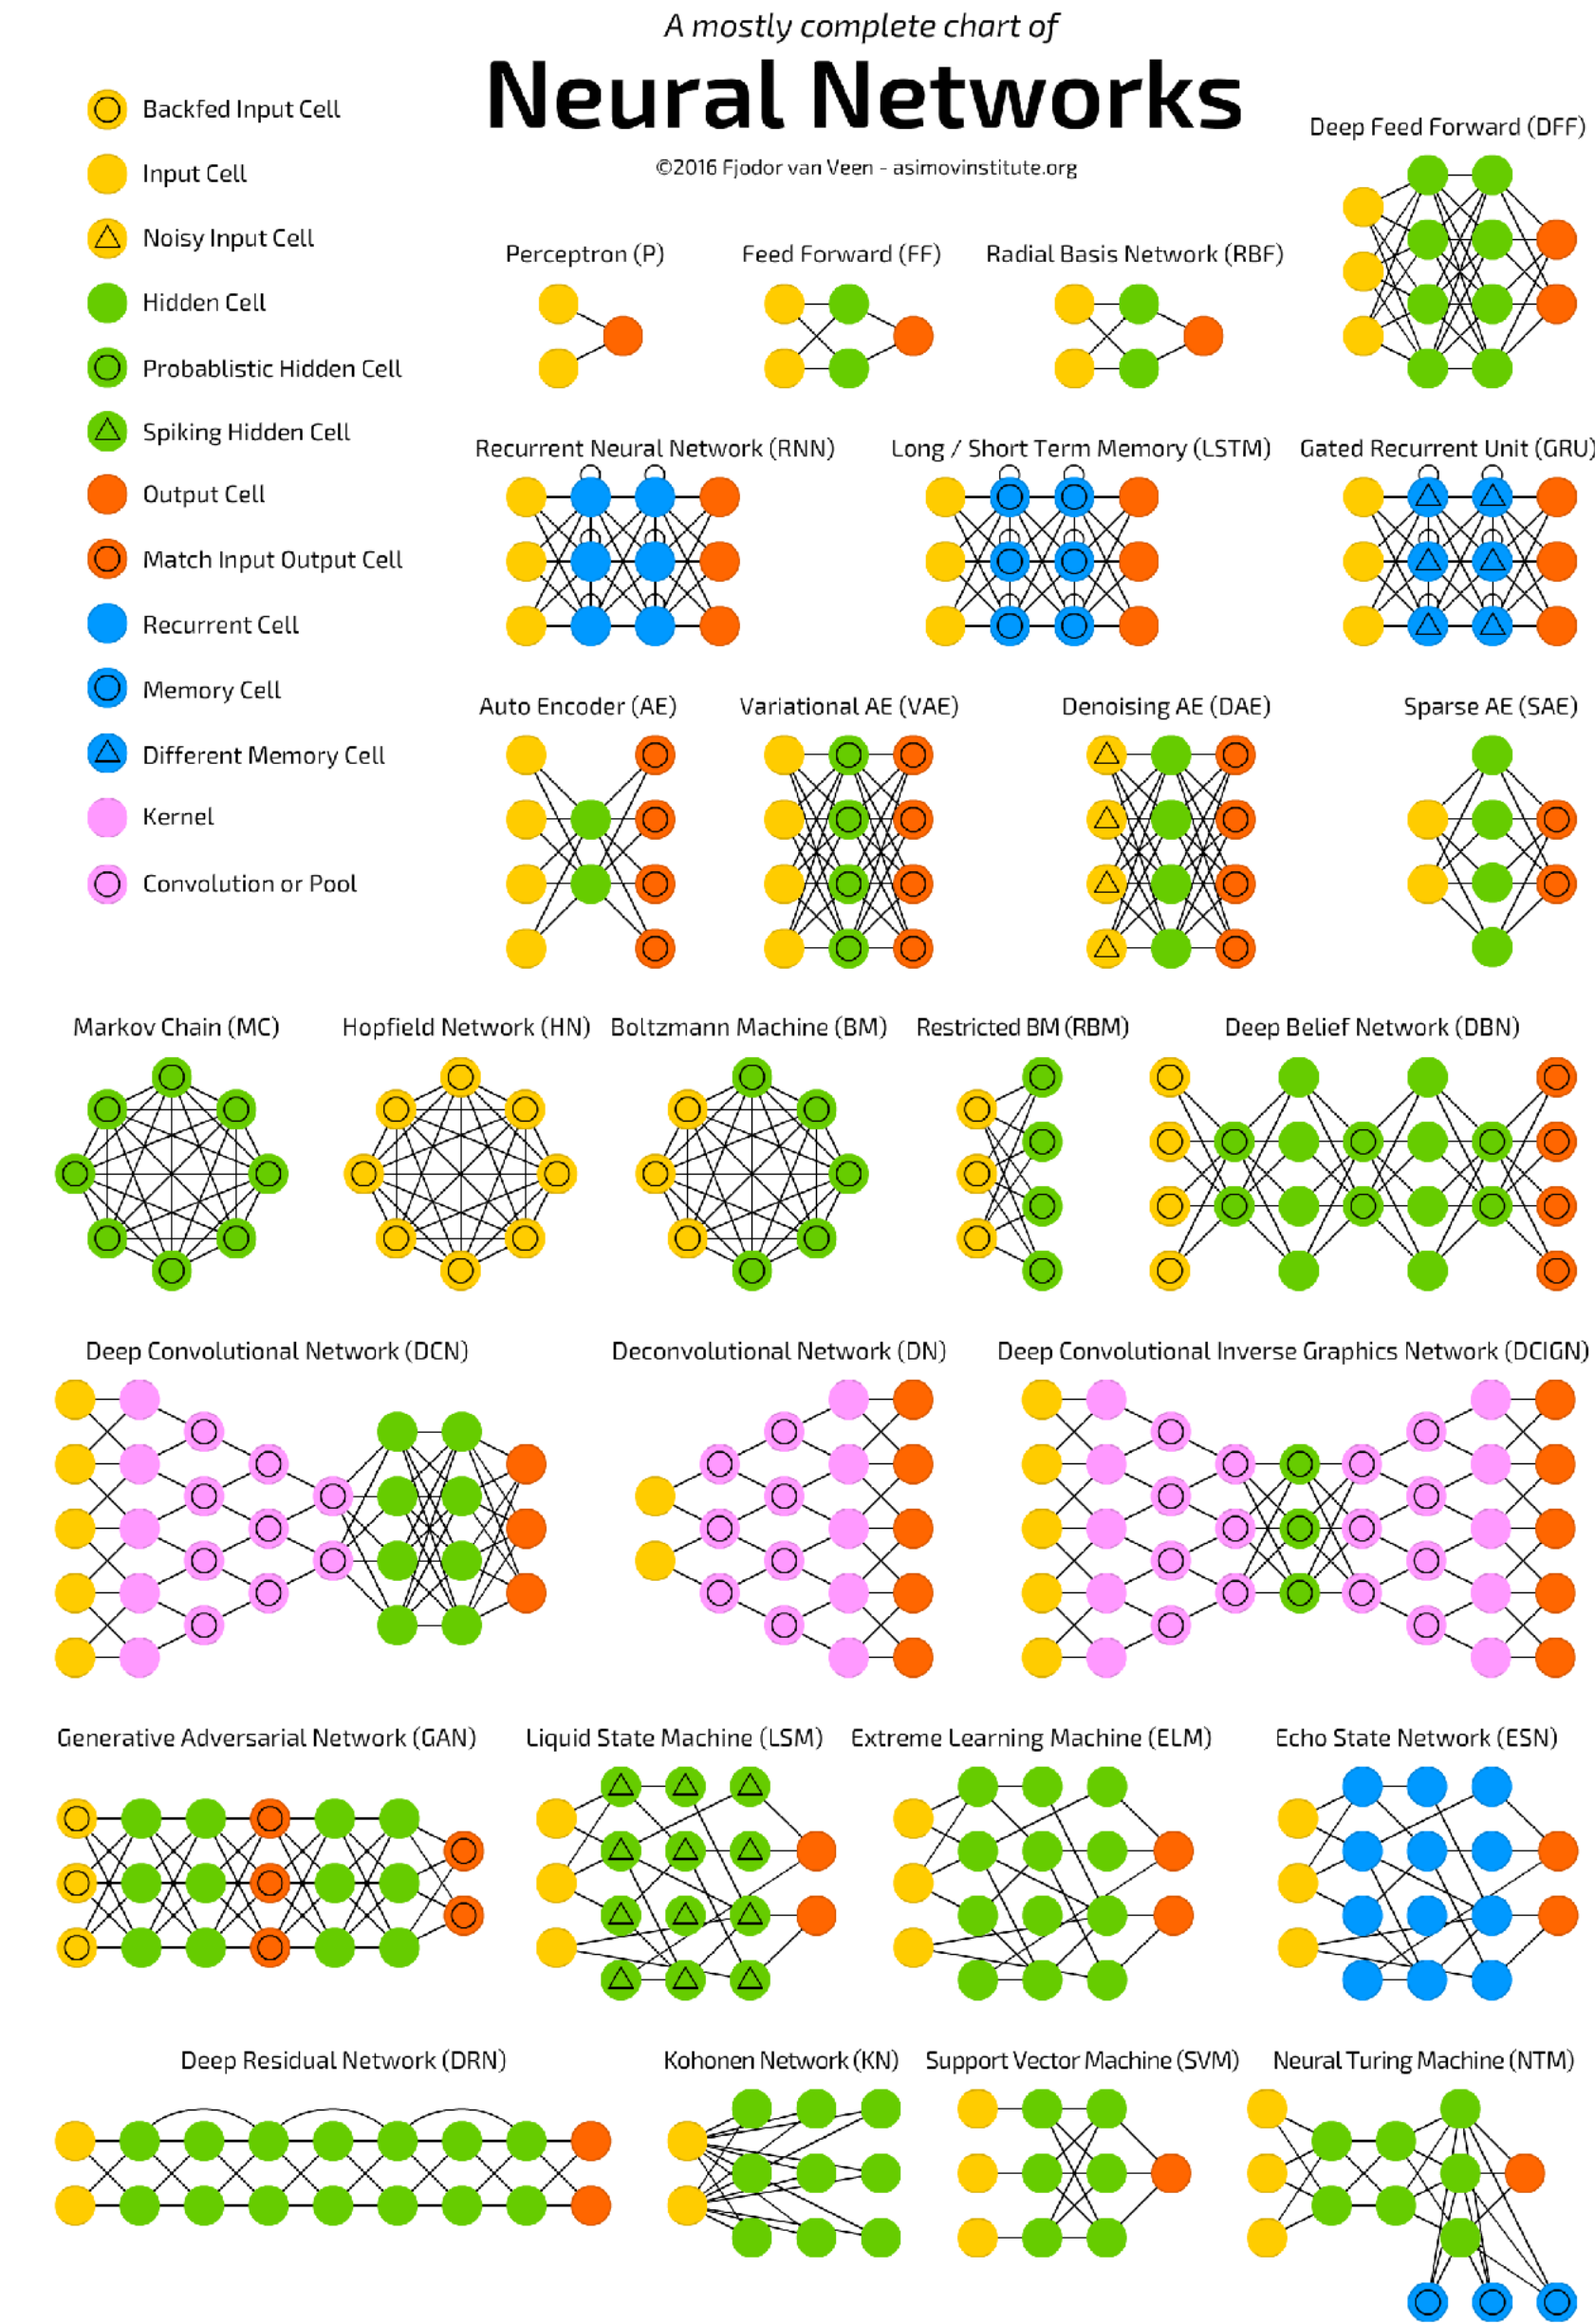 A mostly complete chart of
Neural Networks
©2016 Fjodor van Veen - asimovinstitute.org
Backfed Input Cell
Input Cell
Noisy Input Cell
Hidden Cell
Probablistic Hidden Cell
Spiking Hidden Cell
Output Cell
Match Input Output Cell
Recurrent Cell
Memory Cell
Different Memory Cell
Kernel
Convolution or Pool
Deep Feed Forward (DFF)
Perceptron (P)
Feed Forward (FF)
Radial Basis Network (RBF)
Recurrent Neural Network (RNN)
Long / Short Term Memory (LSTM)
Gated Recurrent Unit (GRU)
Auto Encoder (AE)
Variational AE (VAE)
Denoising AE (DAE)
Sparse AE (SAE)
Markov Chain (MC)
Hopfield Network (HN)
Boltzmann Machine (BM)
Restricted BM (RBM)
Deep Belief Network (DBN)
Deep Convolutional Network (DCN)
Deconvolutional Network (DN)
Deep Convolutional Inverse Graphics Network (DCIGN)
Generative Adversarial Network (GAN)
Liquid State Machine (LSM)
Extreme Learning Machine (ELM)
Echo State Network (ESN)
Deep Residual Network (DRN)
Kohonen Network (KN)
Support Vector Machine (SVM)
Neural Turing Machine (NTM)